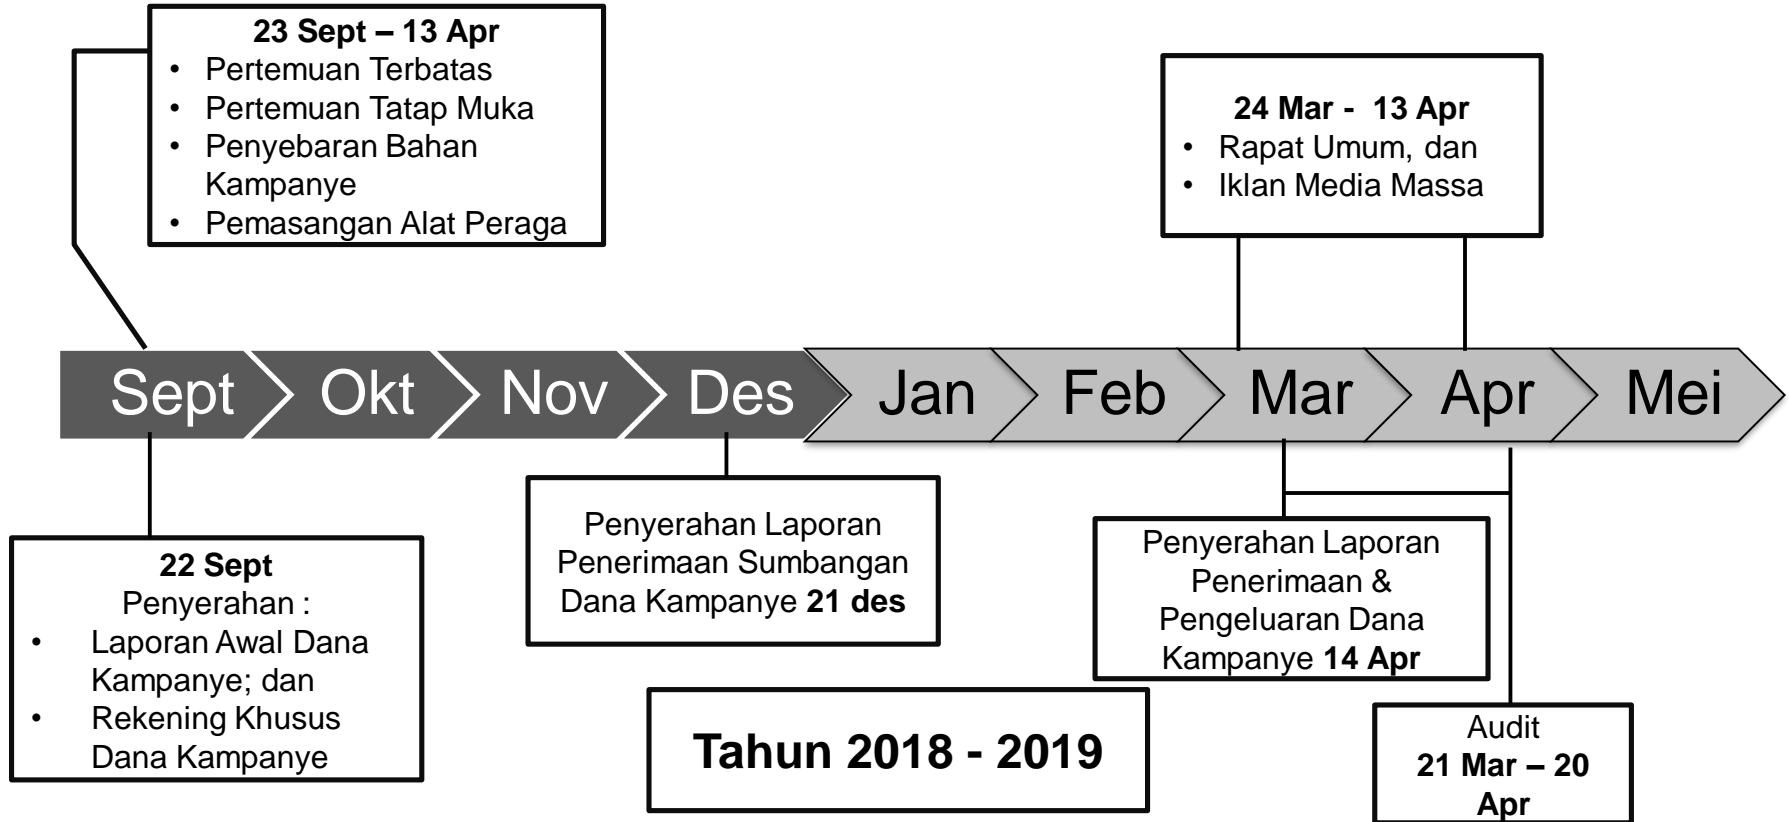 23 Sept – 13 Apr
• Pertemuan Terbatas
• Pertemuan Tatap Muka
• Penyebaran Bahan
Kampanye
• Pemasangan Alat Peraga
24 Mar - 13 Apr
• Rapat Umum, dan
• Iklan Media Massa
Sept
Okt
Nov
Des
Jan
Feb
Mar
Apr
Mei
22 Sept
Penyerahan :
• Laporan Awal Dana
Kampanye; dan
• Rekening Khusus
Dana Kampanye
Penyerahan Laporan
Penerimaan Sumbangan
Dana Kampanye 21 des
Penyerahan Laporan
Penerimaan &
Pengeluaran Dana
Kampanye 14 Apr
Tahun 2018 - 2019
Audit
21 Mar – 20
Apr